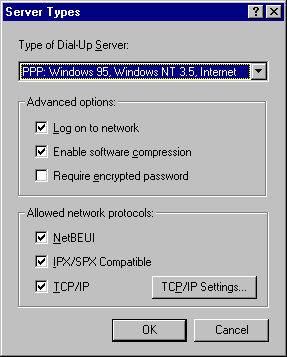 Server Types
Type of Dial-Up Server:
PPP: Windows 95, Windows NT 3.5, Internet
Advanced options:
Log on to network
Enable software compression
Require encrypted password
Allowed network protocols:
NetBEUI
IPX/SPX Compatible
TCP/IP
TCP/IP Settings...
OK
Cancel